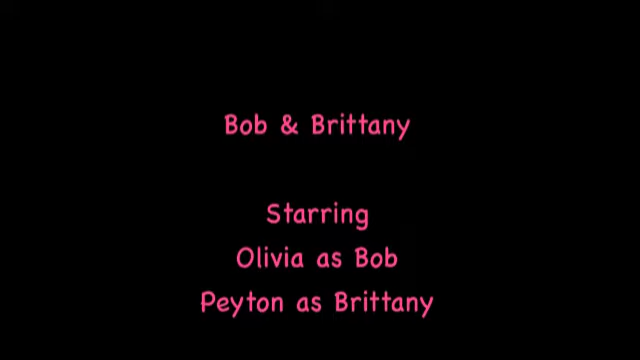 Bob & Brittany
Starring
Olivia as Bob
Peyton as Brittany